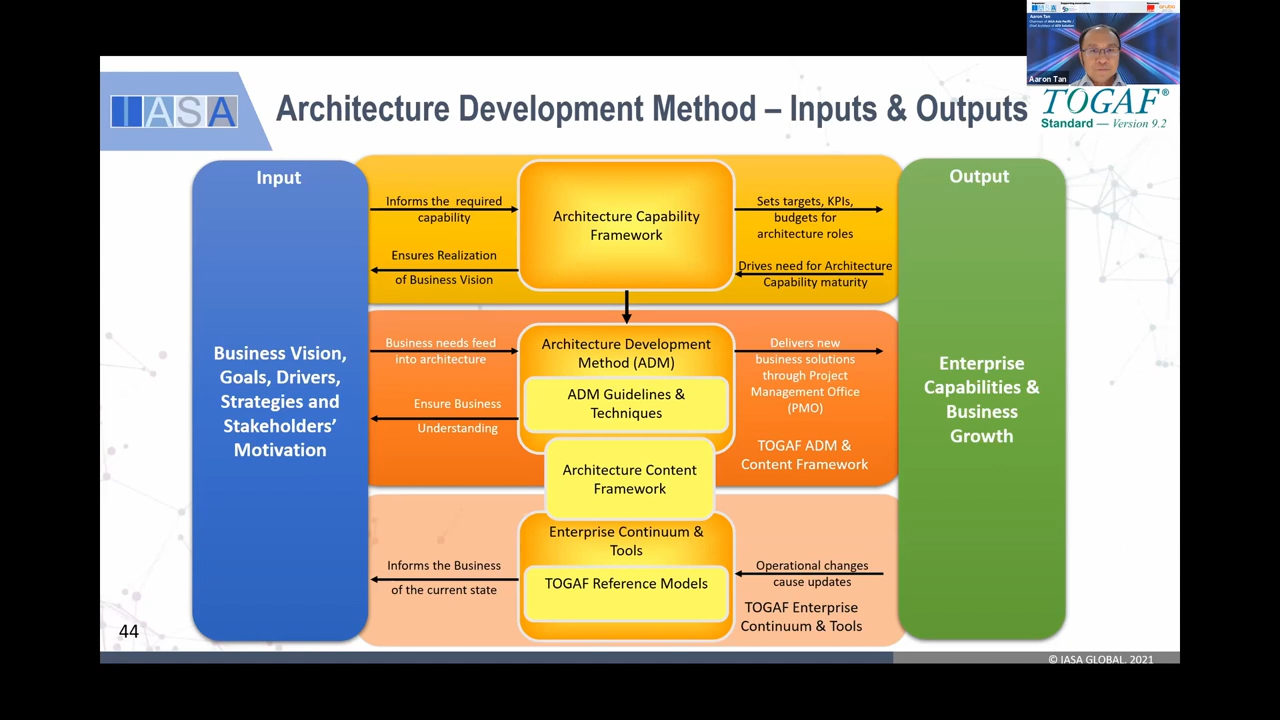 Aaron Tan
Aaron Tan
IASA
Architecture Development Method – Inputs & Outputs
TOGAF®
Standard — Version 9.2
Input
Business Vision,
Goals, Drivers,
Strategies and
Stakeholders’
Motivation
Informs the required
capability
Ensures Realization
of Business Vision
Architecture Capability
Framework
Sets targets, KPIs,
budgets for
architecture roles
Drives need for Architecture
Capability maturity
Business needs feed
into architecture
Ensure Business
Understanding
Architecture Development
Method (ADM)
ADM Guidelines &
Techniques
Delivers new
business solutions
through Project
Management Office
(PMO)
TOGAF ADM &
Content Framework
Architecture Content
Framework
Informs the Business
of the current state
Enterprise Continuum &
Tools
TOGAF Reference Models
Operational changes
cause updates
TOGAF Enterprise
Continuum & Tools
Output
Enterprise
Capabilities &
Business
Growth
44
© IASA GLOBAL, 2021